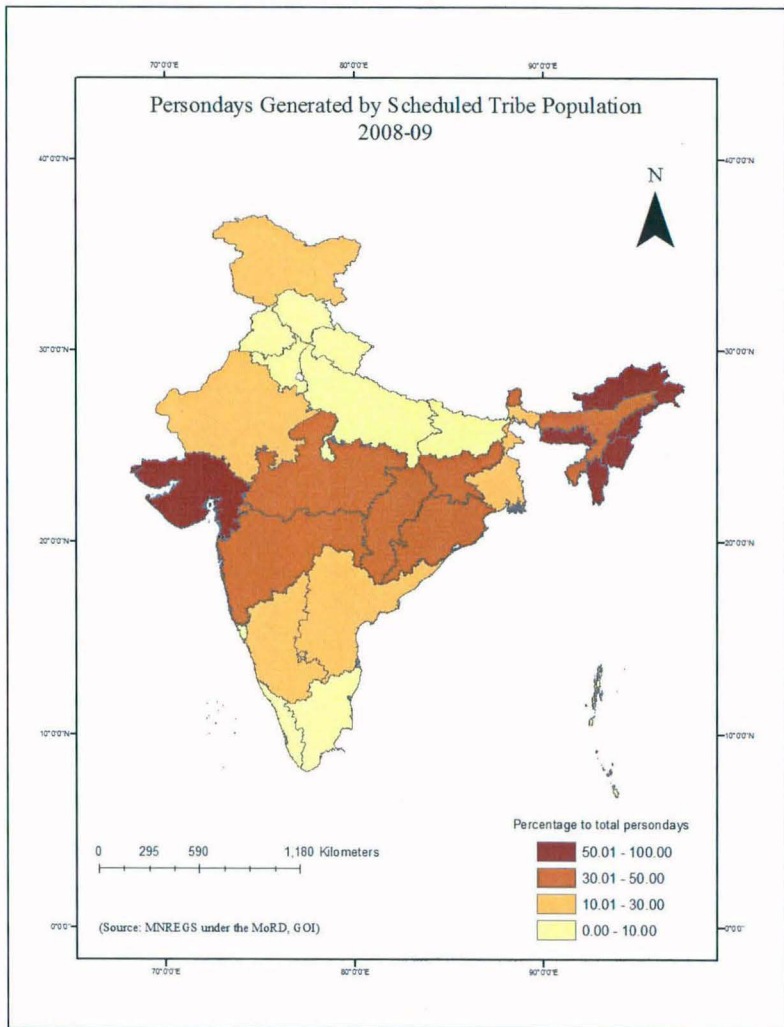 70°0'0"E 80°0'0"E 90°0'0"E
Persondays Generated by Scheduled Tribe Population
2008-09
40°0'0"N 40°0'0"N
N
30°0'0"N 30°0'0"N
20°0'0"N 20°0'0"N
10°0'0"N 10°0'0"N
Percentage to total persondays
0 295 590 1,180 Kilometers
50.01 - 100.00
30.01 - 50.00
10.01 - 30.00
0.00 - 10.00
(Source: MNREGS under the MoRD, GOI)
0°0'0" 0°0'0"
70°0'0"E 80°0'0"E 90°0'0"E